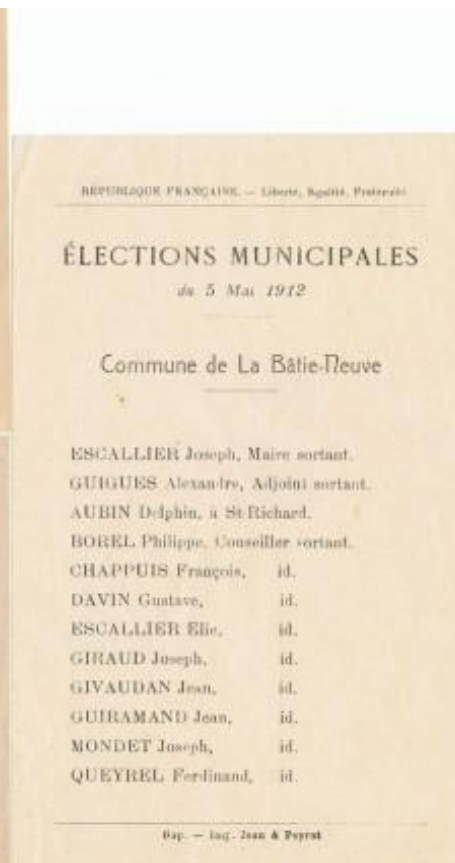 RÉPUBLIQUE FRANÇAISE. — Liberté, Égalité, Fraternité
ÉLECTIONS MUNICIPALES
du 5 Mai 1912
Commune de La Bâtie-Neuve
ESCALLIER Joseph, Maire sortant.
GUIGUES Alexandre, Adjoint sortant.
AUBIN Delphin, à St-Richard.
BOREL Philippe, Conseiller sortant.
CHAPPUIS François, id.
DAVIN Gustave, id.
ESCALLIER Elie, id.
GIRAUD Joseph, id.
GIVAUDAN Jean, id.
GUIRAMAND Jean, id.
MONDET Joseph, id.
QUEYREL Ferdinand, id.
Gap. — Imp. Jean & Peyrot